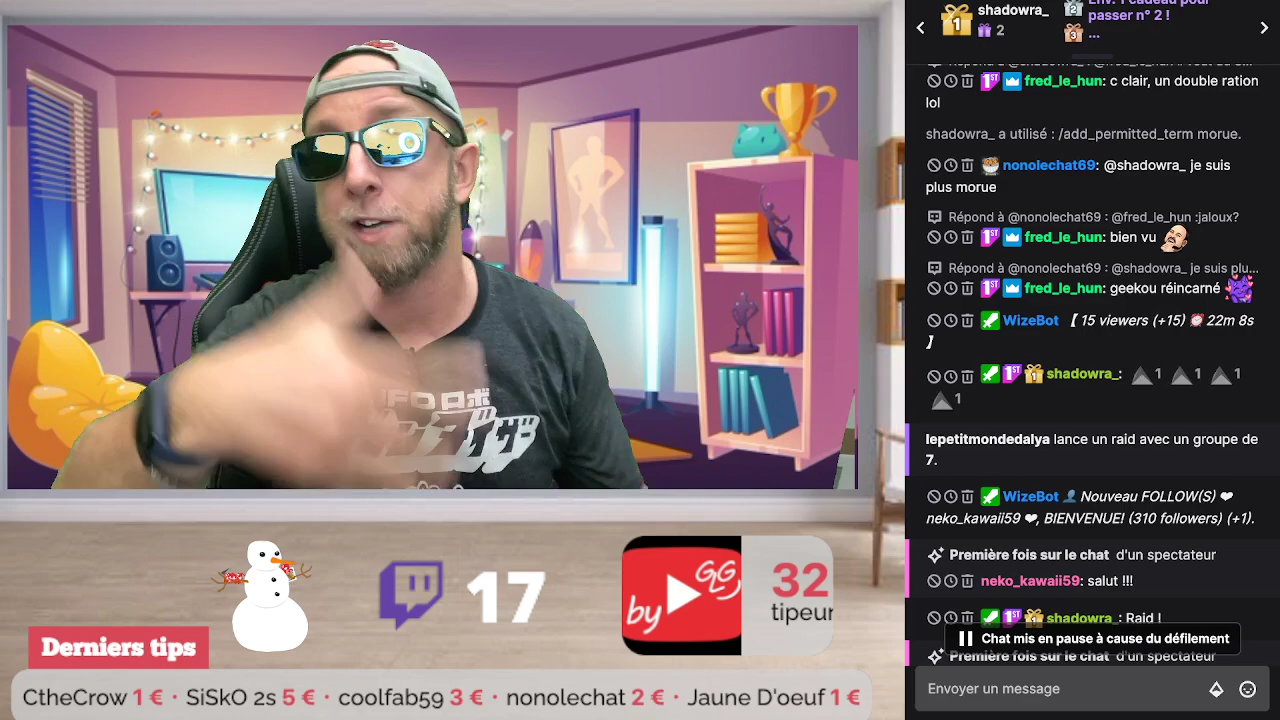 shadowra_
2
Env. 1 cadeau pour
passer nº 2 !
...
fred_le_hun: c clair, un double ration
lol
shadowra_ a utilisé : /add_permitted_term morue.
nonolechat69: @shadowra_ je suis
plus morue
Répond à @nonolechat69 : @fred_le_hun :jaloux?
fred_le_hun: bien vu
Répond à @nonolechat69 : @shadowra_ je suis plu...
fred_le_hun: geekou réincarné
WizeBot 【 15 viewers (+15) ⏰ 22m 8s
】
shadowra_: 1 1 1
1
lepetitmondedalya lance un raid avec un groupe de
7.
WizeBot 👤 Nouveau FOLLOW(S) ❤
neko_kawaii59 ❤, BIENVENUE! (310 followers) (+1).
Première fois sur le chat d'un spectateur
neko_kawaii59: salut !!!
shadowra_: Raid !
Chat mis en pause à cause du défilement
Première fois sur le chat d'un spectateur
Envoyer un message
17
by GG
32
tipeur
Derniers tips
CtheCrow 1 € · SiSkO 2s 5 € · coolfab59 3 € · nonolechat 2 € · Jaune D'oeuf 1 €